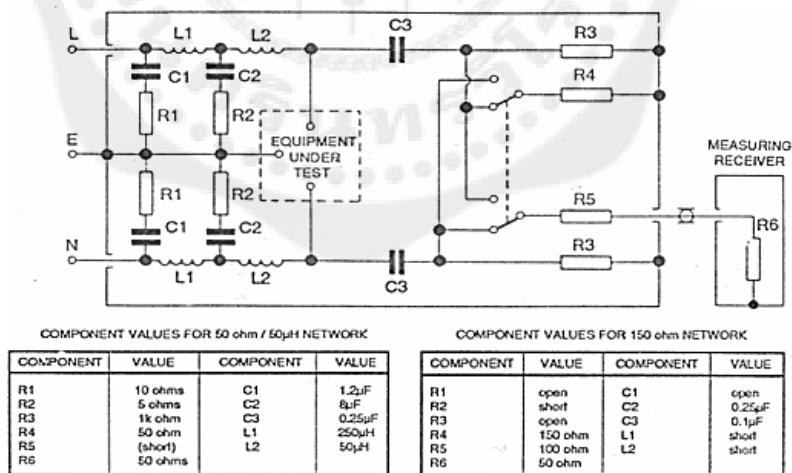 L
L1
L2
C3
R3
C1
C2
R4
R1
R2
E
EQUIPMENT
UNDER
TEST
MEASURING
RECEIVER
R1
R2
R5
R6
C1
C2
N
L1
L2
C3
R3
COMPONENT VALUES FOR 50 ohm / 50µH NETWORK
COMPONENT VALUE COMPONENT VALUE
R1 10 ohms C1 1.2µF
R2 5 ohms C2 8µF
R3 1k ohm C3 0.25µF
R4 50 ohm L1 250µH
R5 (short) L2 50µH
R6 50 ohms
COMPONENT VALUES FOR 150 ohm NETWORK
COMPONENT VALUE COMPONENT VALUE
R1 open C1 open
R2 short C2 0.25µF
R3 open C3 0.1µF
R4 150 ohm L1 short
R5 100 ohm L2 short
R6 50 ohm